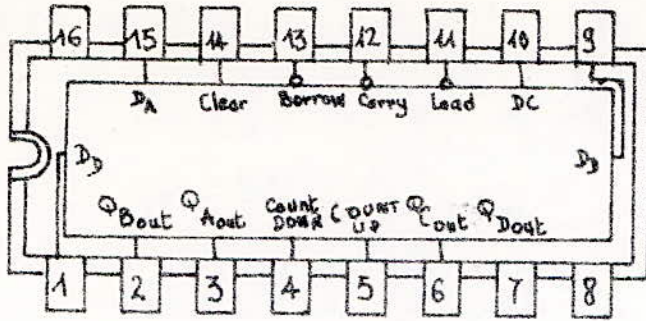 16 15 14 13 12 11 10 9
DA Clear Borrow Carry Load DC
DD DB
QBout QAout COUNT DOWN COUNT UP QCout QDout
1 2 3 4 5 6 7 8